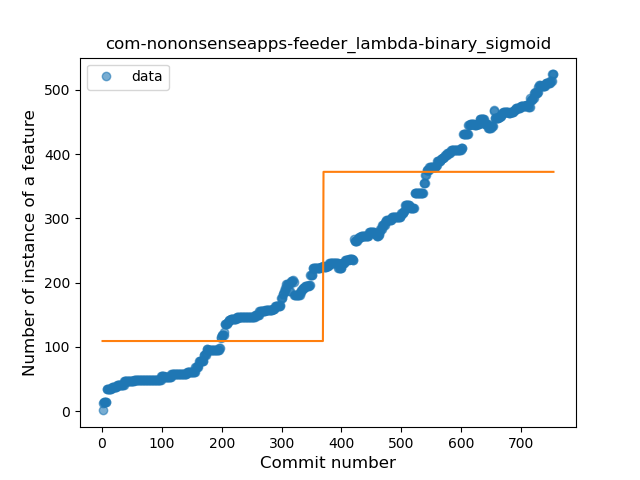 com-nononsenseapps-feeder_lambda-binary_sigmoid
data
Number of instance of a feature
500
400
300
200
100
0
0 100 200 300 400 500 600 700
Commit number